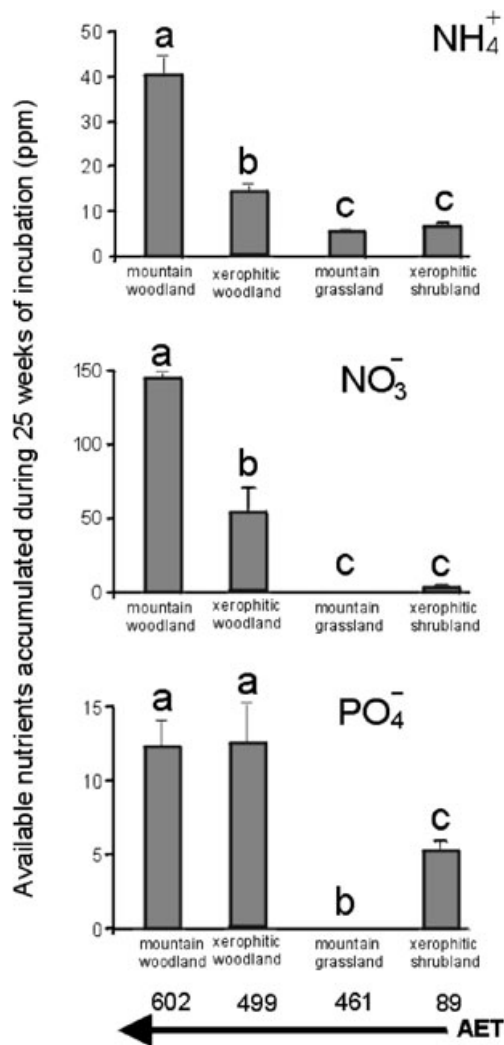 Available nutrients accumulated during 25 weeks of incubation (ppm)
NH₄⁺
50
40
30
20
10
0
a
b
c
c
mountain woodland
xerophitic woodland
mountain grassland
xerophitic shrubland
NO₃⁻
150
100
50
0
a
b
c
c
mountain woodland
xerophitic woodland
mountain grassland
xerophitic shrubland
PO₄⁻
15
10
5
0
a
a
b
c
mountain woodland
xerophitic woodland
mountain grassland
xerophitic shrubland
602 499 461 89
AET